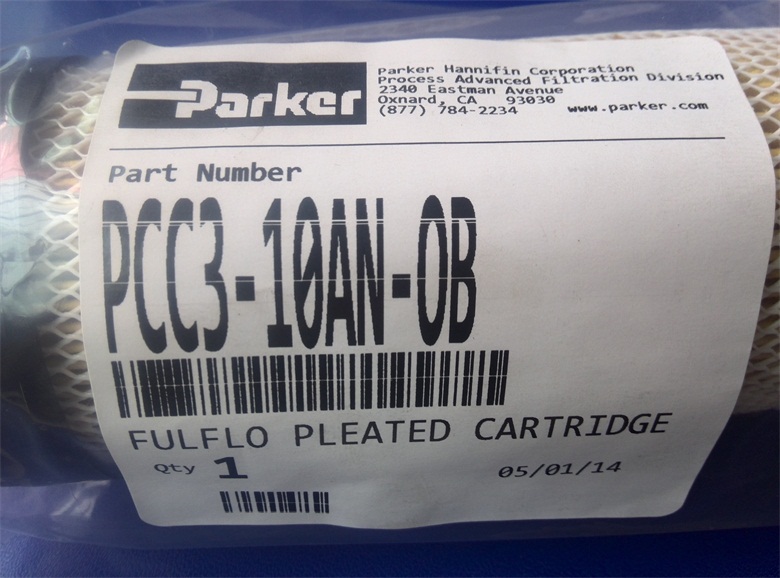 Parker
Parker Hannifin Corporation
Process Advanced Filtration Division
2340 Eastman Avenue
Oxnard, CA 93030 www.parker.com
(877) 784-2234
Part Number
PCC3-10AN-OB
FULFLO PLEATED CARTRIDGE
Qty 1 05/01/14